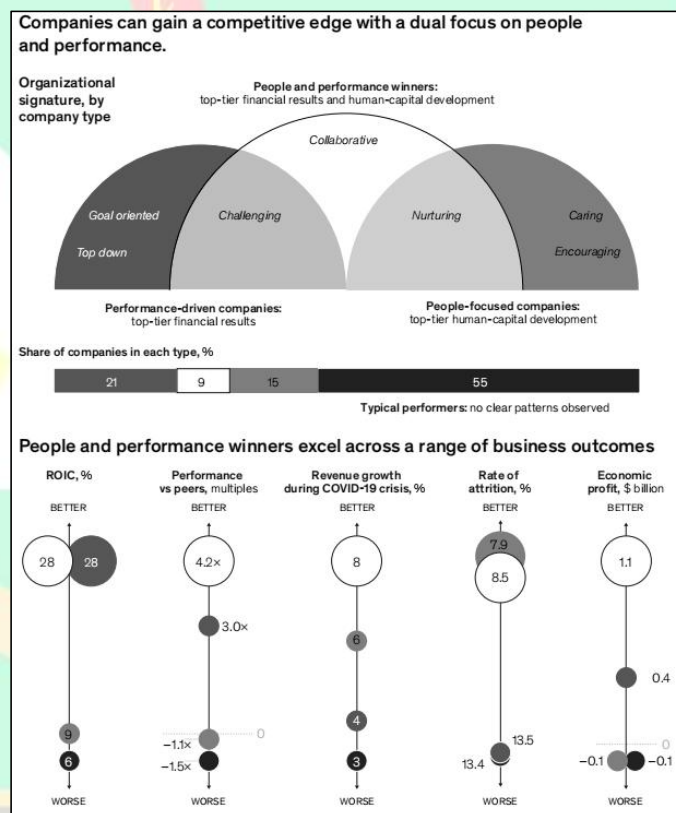 Companies can gain a competitive edge with a dual focus on people
and performance.
Organizational
signature, by
company type
People and performance winners:
top-tier financial results and human-capital development
Collaborative
Goal oriented
Challenging
Nurturing
Caring
Top down
Encouraging
Performance-driven companies:
top-tier financial results
People-focused companies:
top-tier human-capital development
Share of companies in each type, %
21 9 15 55
Typical performers: no clear patterns observed
People and performance winners excel across a range of business outcomes
ROIC, %
BETTER
28 28
9
6
WORSE
Performance
vs peers, multiples
BETTER
4.2×
3.0×
0
–1.1×
–1.5×
WORSE
Revenue growth
during COVID-19 crisis, %
BETTER
8
6
4
3
WORSE
Rate of
attrition, %
BETTER
7.9
8.5
13.5
13.4
WORSE
Economic
profit, $ billion
BETTER
1.1
0.4
0
–0.1 –0.1
WORSE